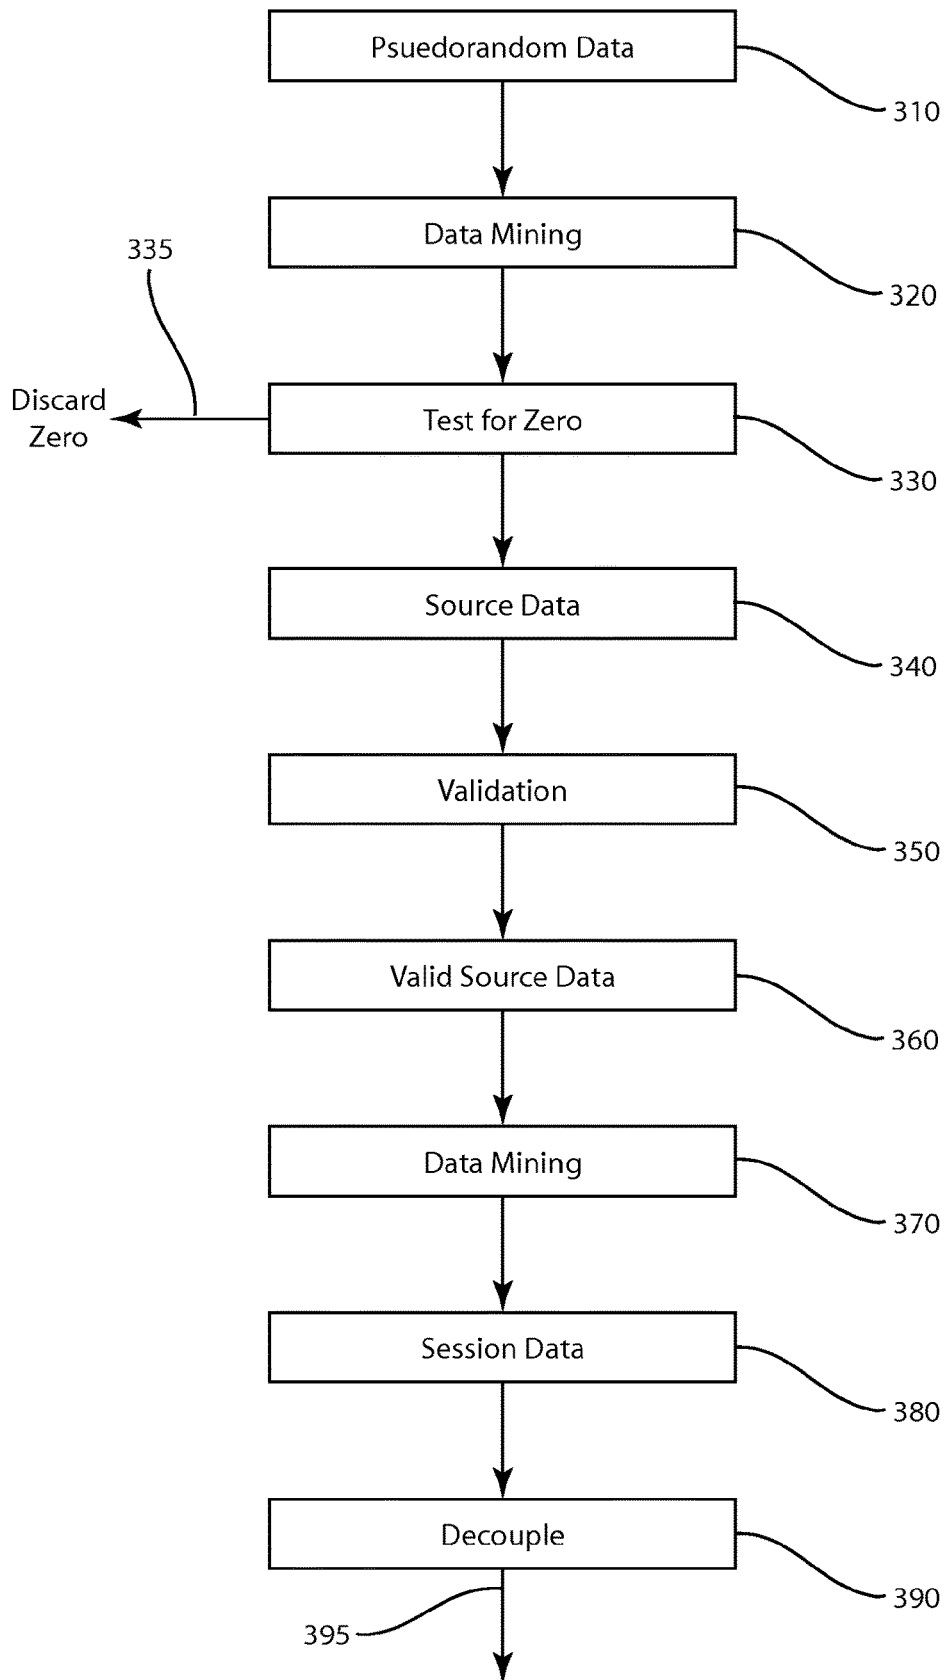 Psuedorandom Data
310
Data Mining
320
335
Discard
Zero
Test for Zero
330
Source Data
340
Validation
350
Valid Source Data
360
Data Mining
370
Session Data
380
Decouple
390
395